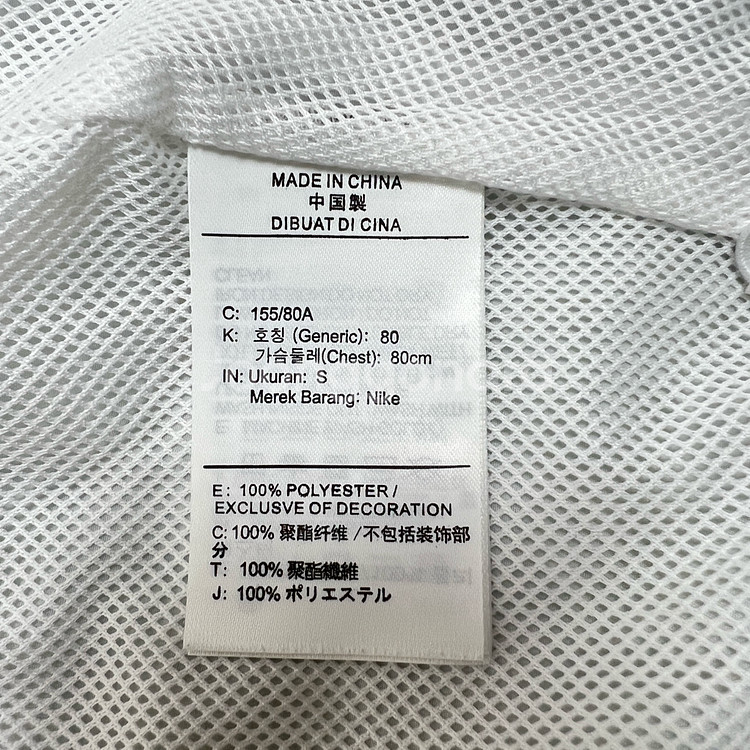 MADE IN CHINA
中国製
DIBUAT DI CINA
C: 155/80A
K: 호칭 (Generic): 80
가슴둘레(Chest): 80cm
IN: Ukuran: S
Merek Barang: Nike
E: 100% POLYESTER /
EXCLUSVE OF DECORATION
C: 100% 聚酯纤维 /不包括装饰部
分
T: 100% 聚酯纖維
J: 100% ポリエステル